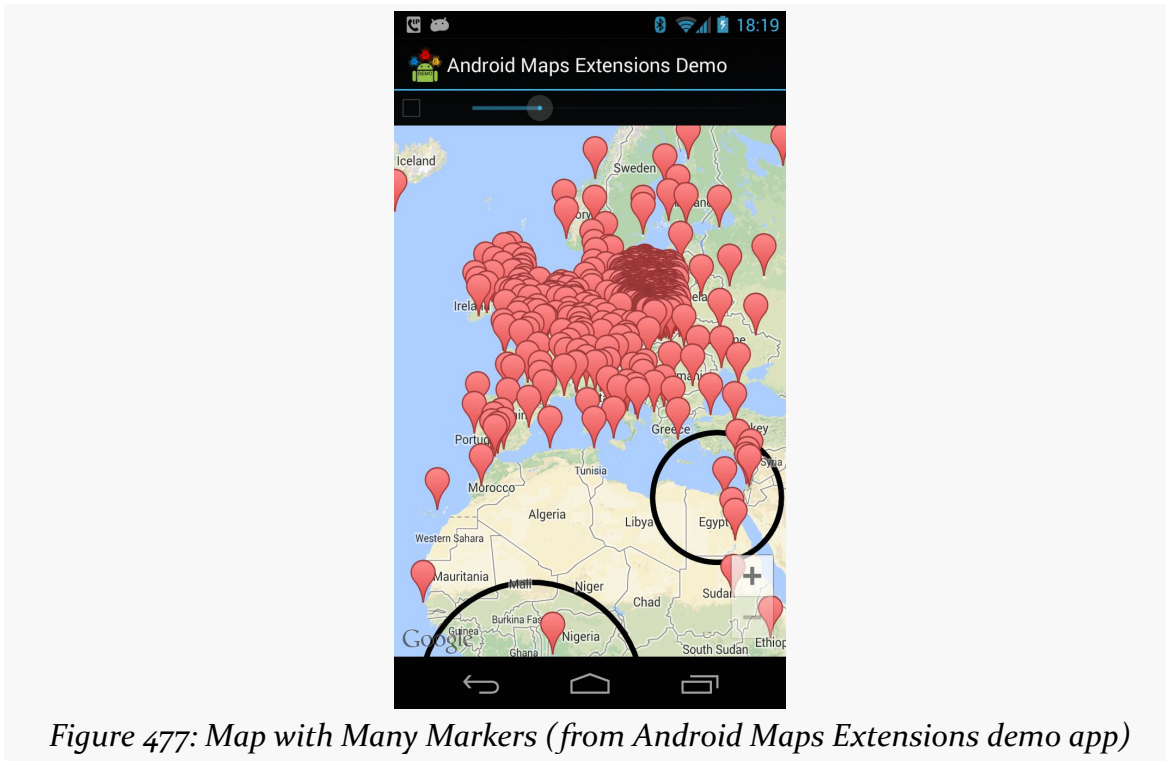 18:19
DEMO
Android Maps Extensions Demo
Iceland
Sweden
Irela
Greece
Portug
Syria
Tunisia
Morocco
Algeria
Libya
Egypt
Western Sahara
Mauritania
Mali
Niger
Chad
Sudan
Burkina Fas
Guinea
Nigeria
Google
Ghana
South Sudan
Ethiop
Figure 477: Map with Many Markers (from Android Maps Extensions demo app)